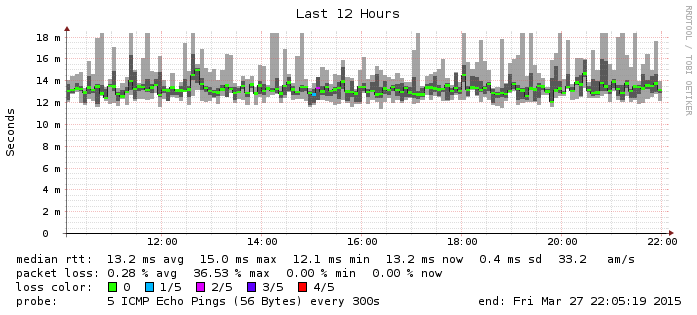 Last 12 Hours
RRDTOOL / TOBI OETIKER
Seconds
18 m
16 m
14 m
12 m
10 m
8 m
6 m
4 m
2 m
0
12:00 14:00 16:00 18:00 20:00 22:00
median rtt: 13.2 ms avg 15.0 ms max 12.1 ms min 13.2 ms now 0.4 ms sd 33.2 am/s
packet loss: 0.28 % avg 36.53 % max 0.00 % min 0.00 % now
loss color: 0 1/5 2/5 3/5 4/5
probe: 5 ICMP Echo Pings (56 Bytes) every 300s end: Fri Mar 27 22:05:19 2015